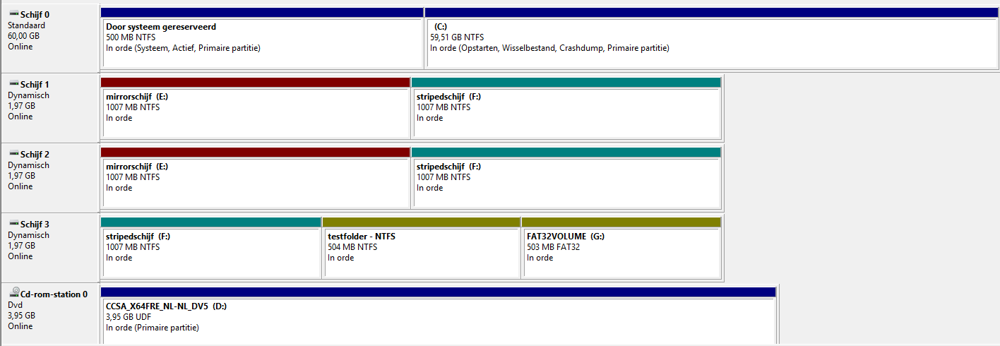 Schijf 0
Standaard
60,00 GB
Online
Door systeem gereserveerd
500 MB NTFS
In orde (Systeem, Actief, Primaire partitie)
(C:)
59,51 GB NTFS
In orde (Opstarten, Wisselbestand, Crashdump, Primaire partitie)
Schijf 1
Dynamisch
1,97 GB
Online
mirrorschijf (E:)
1007 MB NTFS
In orde
stripedschijf (F:)
1007 MB NTFS
In orde
Schijf 2
Dynamisch
1,97 GB
Online
mirrorschijf (E:)
1007 MB NTFS
In orde
stripedschijf (F:)
1007 MB NTFS
In orde
Schijf 3
Dynamisch
1,97 GB
Online
stripedschijf (F:)
1007 MB NTFS
In orde
testfolder - NTFS
504 MB NTFS
In orde
FAT32VOLUME (G:)
503 MB FAT32
In orde
Cd-rom-station 0
Dvd
3,95 GB
Online
CCSA_X64FRE_NL-NL_DV5 (D:)
3,95 GB UDF
In orde (Primaire partitie)